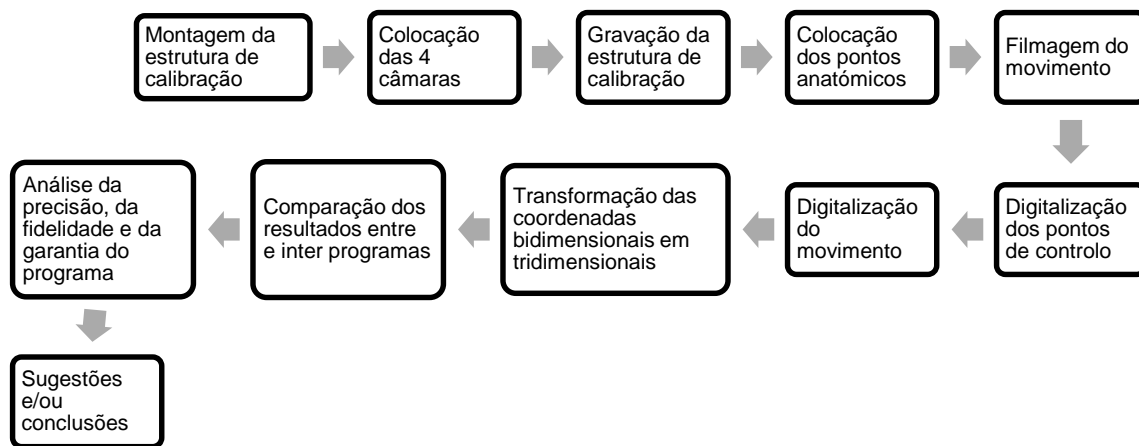 Montagem da
estrutura de
calibração
Colocação
das 4
câmaras
Gravação da
estrutura de
calibração
Colocação
dos pontos
anatómicos
Filmagem do
movimento
Digitalização
dos pontos
de controlo
Digitalização
do
movimento
Transformação das
coordenadas
bidimensionais em
tridimensionais
Comparação dos
resultados entre
e inter programas
Análise da
precisão, da
fidelidade e da
garantia do
programa
Sugestões
e/ou
conclusões